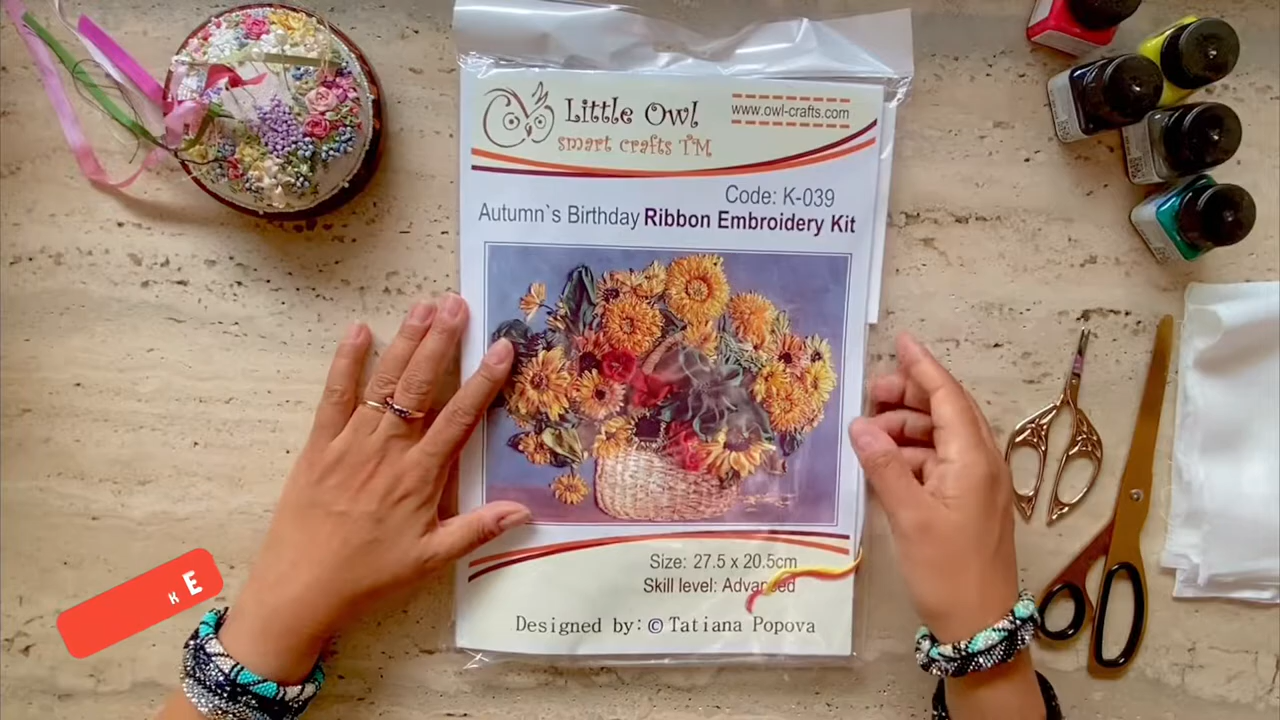 Little Owl
smart crafts TM
www.owl-crafts.com
Code: K-039
Autumn`s Birthday Ribbon Embroidery Kit
Size: 27.5 x 20.5cm
Skill level: Advanced
Designed by: © Tatiana Popova
K E